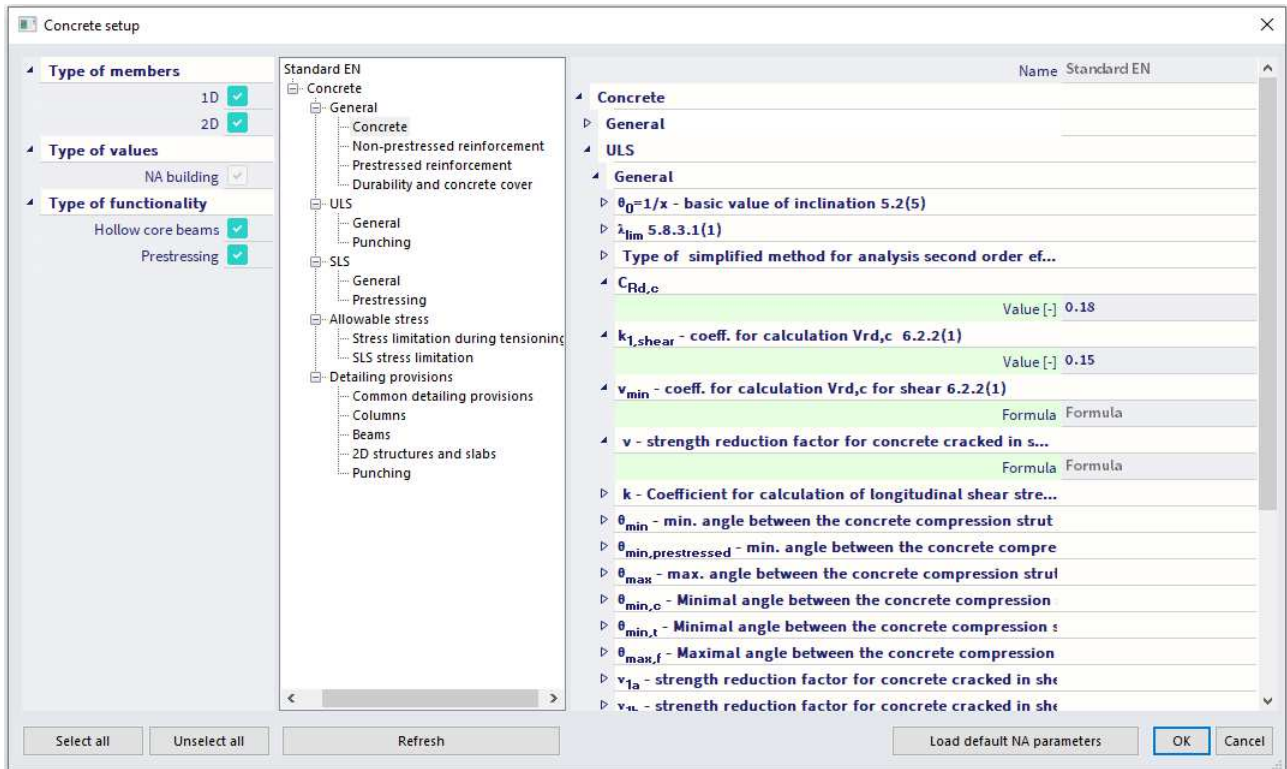 Concrete setup
Type of members
1D
2D
Type of values
NA building
Type of functionality
Hollow core beams
Prestressing
Standard EN
Concrete
General
Concrete
Non-prestressed reinforcement
Prestressed reinforcement
Durability and concrete cover
ULS
General
Punching
SLS
General
Prestressing
Allowable stress
Stress limitation during tensioning
SLS stress limitation
Detailing provisions
Common detailing provisions
Columns
Beams
2D structures and slabs
Punching
Name Standard EN
Concrete
General
ULS
General
θ0=1/x - basic value of inclination 5.2(5)
λlim 5.8.3.1(1)
Type of simplified method for analysis second order ef...
CRd,c
Value [-] 0.18
k1,shear - coeff. for calculation Vrd,c 6.2.2(1)
Value [-] 0.15
vmin - coeff. for calculation Vrd,c for shear 6.2.2(1)
Formula Formula
v - strength reduction factor for concrete cracked in s...
Formula Formula
k - Coefficient for calculation of longitudinal shear stre...
θmin - min. angle between the concrete compression strut
θmin,prestressed - min. angle between the concrete compre
θmax - max. angle between the concrete compression strut
θmin,c - Minimal angle between the concrete compression
θmin,t - Minimal angle between the concrete compression s
θmax,f - Maximal angle between the concrete compression
v1a - strength reduction factor for concrete cracked in she
v1b - strength reduction factor for concrete cracked in she
Select all Unselect all Refresh Load default NA parameters OK Cancel